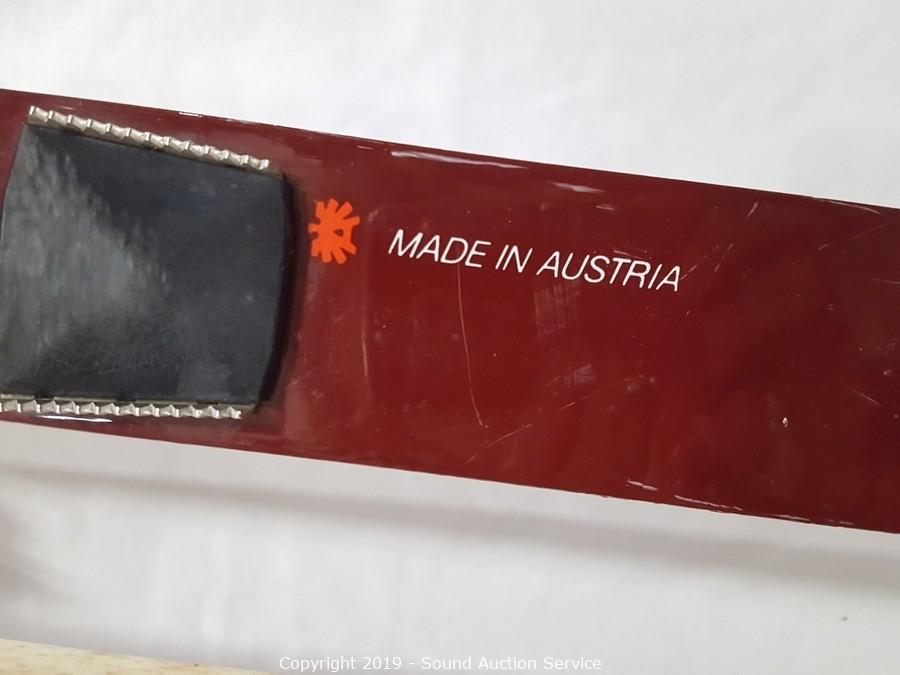 MADE IN AUSTRIA
Copyright 2019 - Sound Auction Service